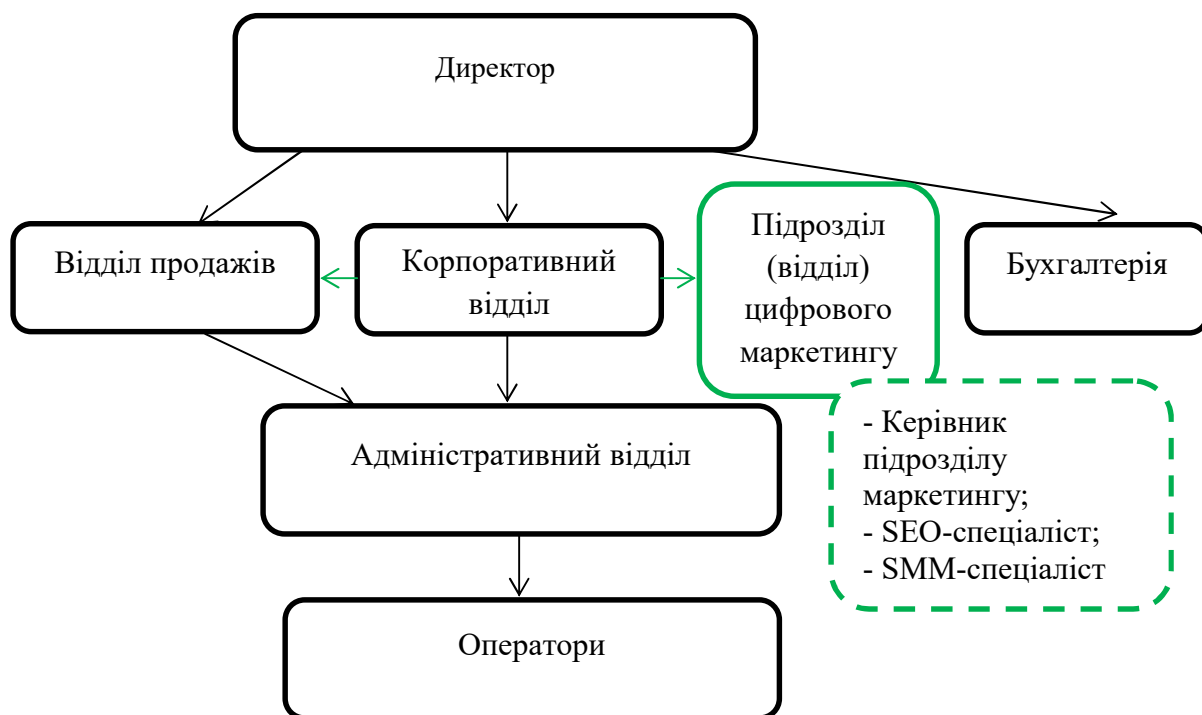 Директор
Відділ продажів
Корпоративний
відділ
Підрозділ
(відділ)
цифрового
маркетингу
Бухгалтерія
Адміністративний відділ
- Керівник
підрозділу
маркетингу;
- SEO-спеціаліст;
- SMM-спеціаліст
Оператори